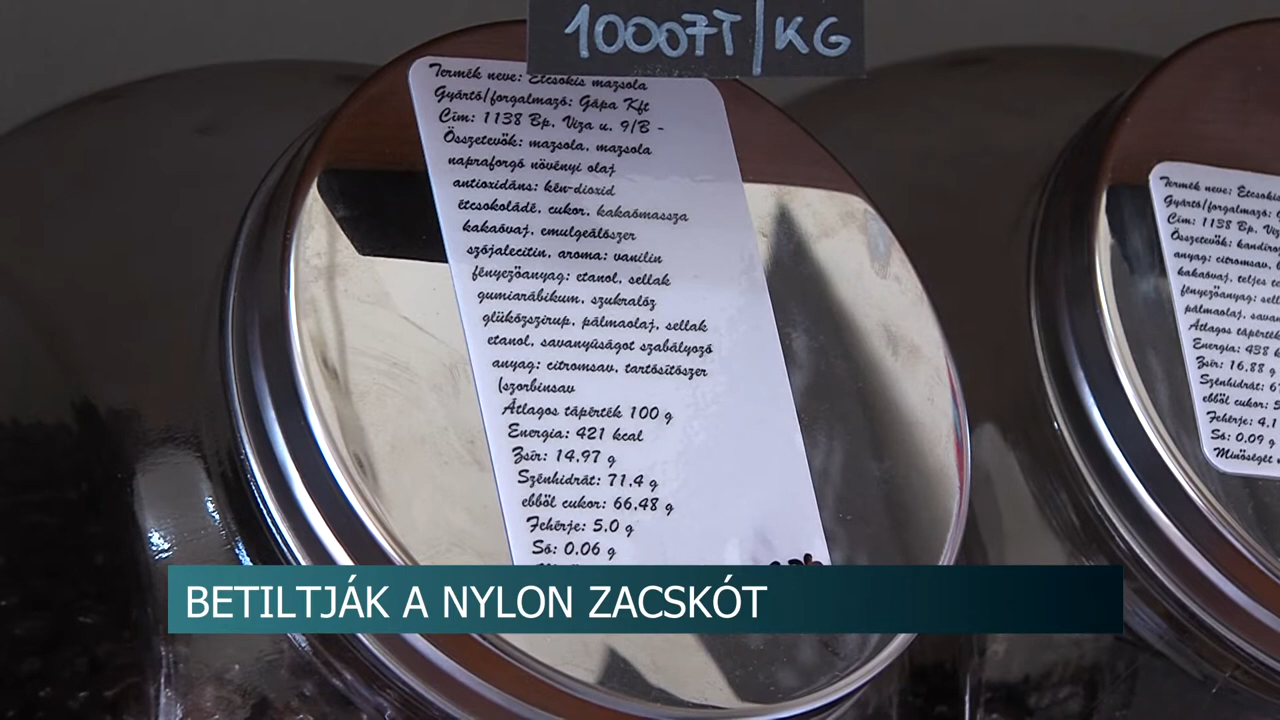 10007T/KG
Termék neve: Étcsokis mazsola
Gyártó/forgalmazó: Gápa Kft
Cím: 1138 Bp. Viza u. 9/B -
Összetevők: mazsola, mazsola
napraforgó növényi olaj
antioxidáns: kén-dioxid
étcsokoládé, cukor, kakaómassza
kakaóvaj, emulgeálószer
szójalecitin, aroma: vanilin
fényezőanyag: etanol, sellak
gumiarábikum, szukralóz
glükózszirup, pálmaolaj, sellak
etanol, savanyúságot szabályozó
anyag: citromsav, tartósítószer
(szorbinsav
Átlagos tápérték 100 g
Energia: 421 kcal
Zsír: 14.97 g
Szénhidrát: 71.4 g
ebből cukor: 66.48 g
Fehérje: 5.0 g
Só: 0.06 g
Termék neve: Étcsokis
Gyártó/forgalmazó:
Cím: 1138 Bp. Viza
Összetevők:
anyag: citromsav,
kakaóvaj, teljes
fényezőanyag:
pálmaolaj,
Átlagos tápérték
Energia: 438
Zsír: 16.88 g
Szénhidrát:
ebből cukor:
Fehérje: 4.1
Só: 0.09 g
Minőségét
BETILTJÁK A NYLON ZACSKÓT